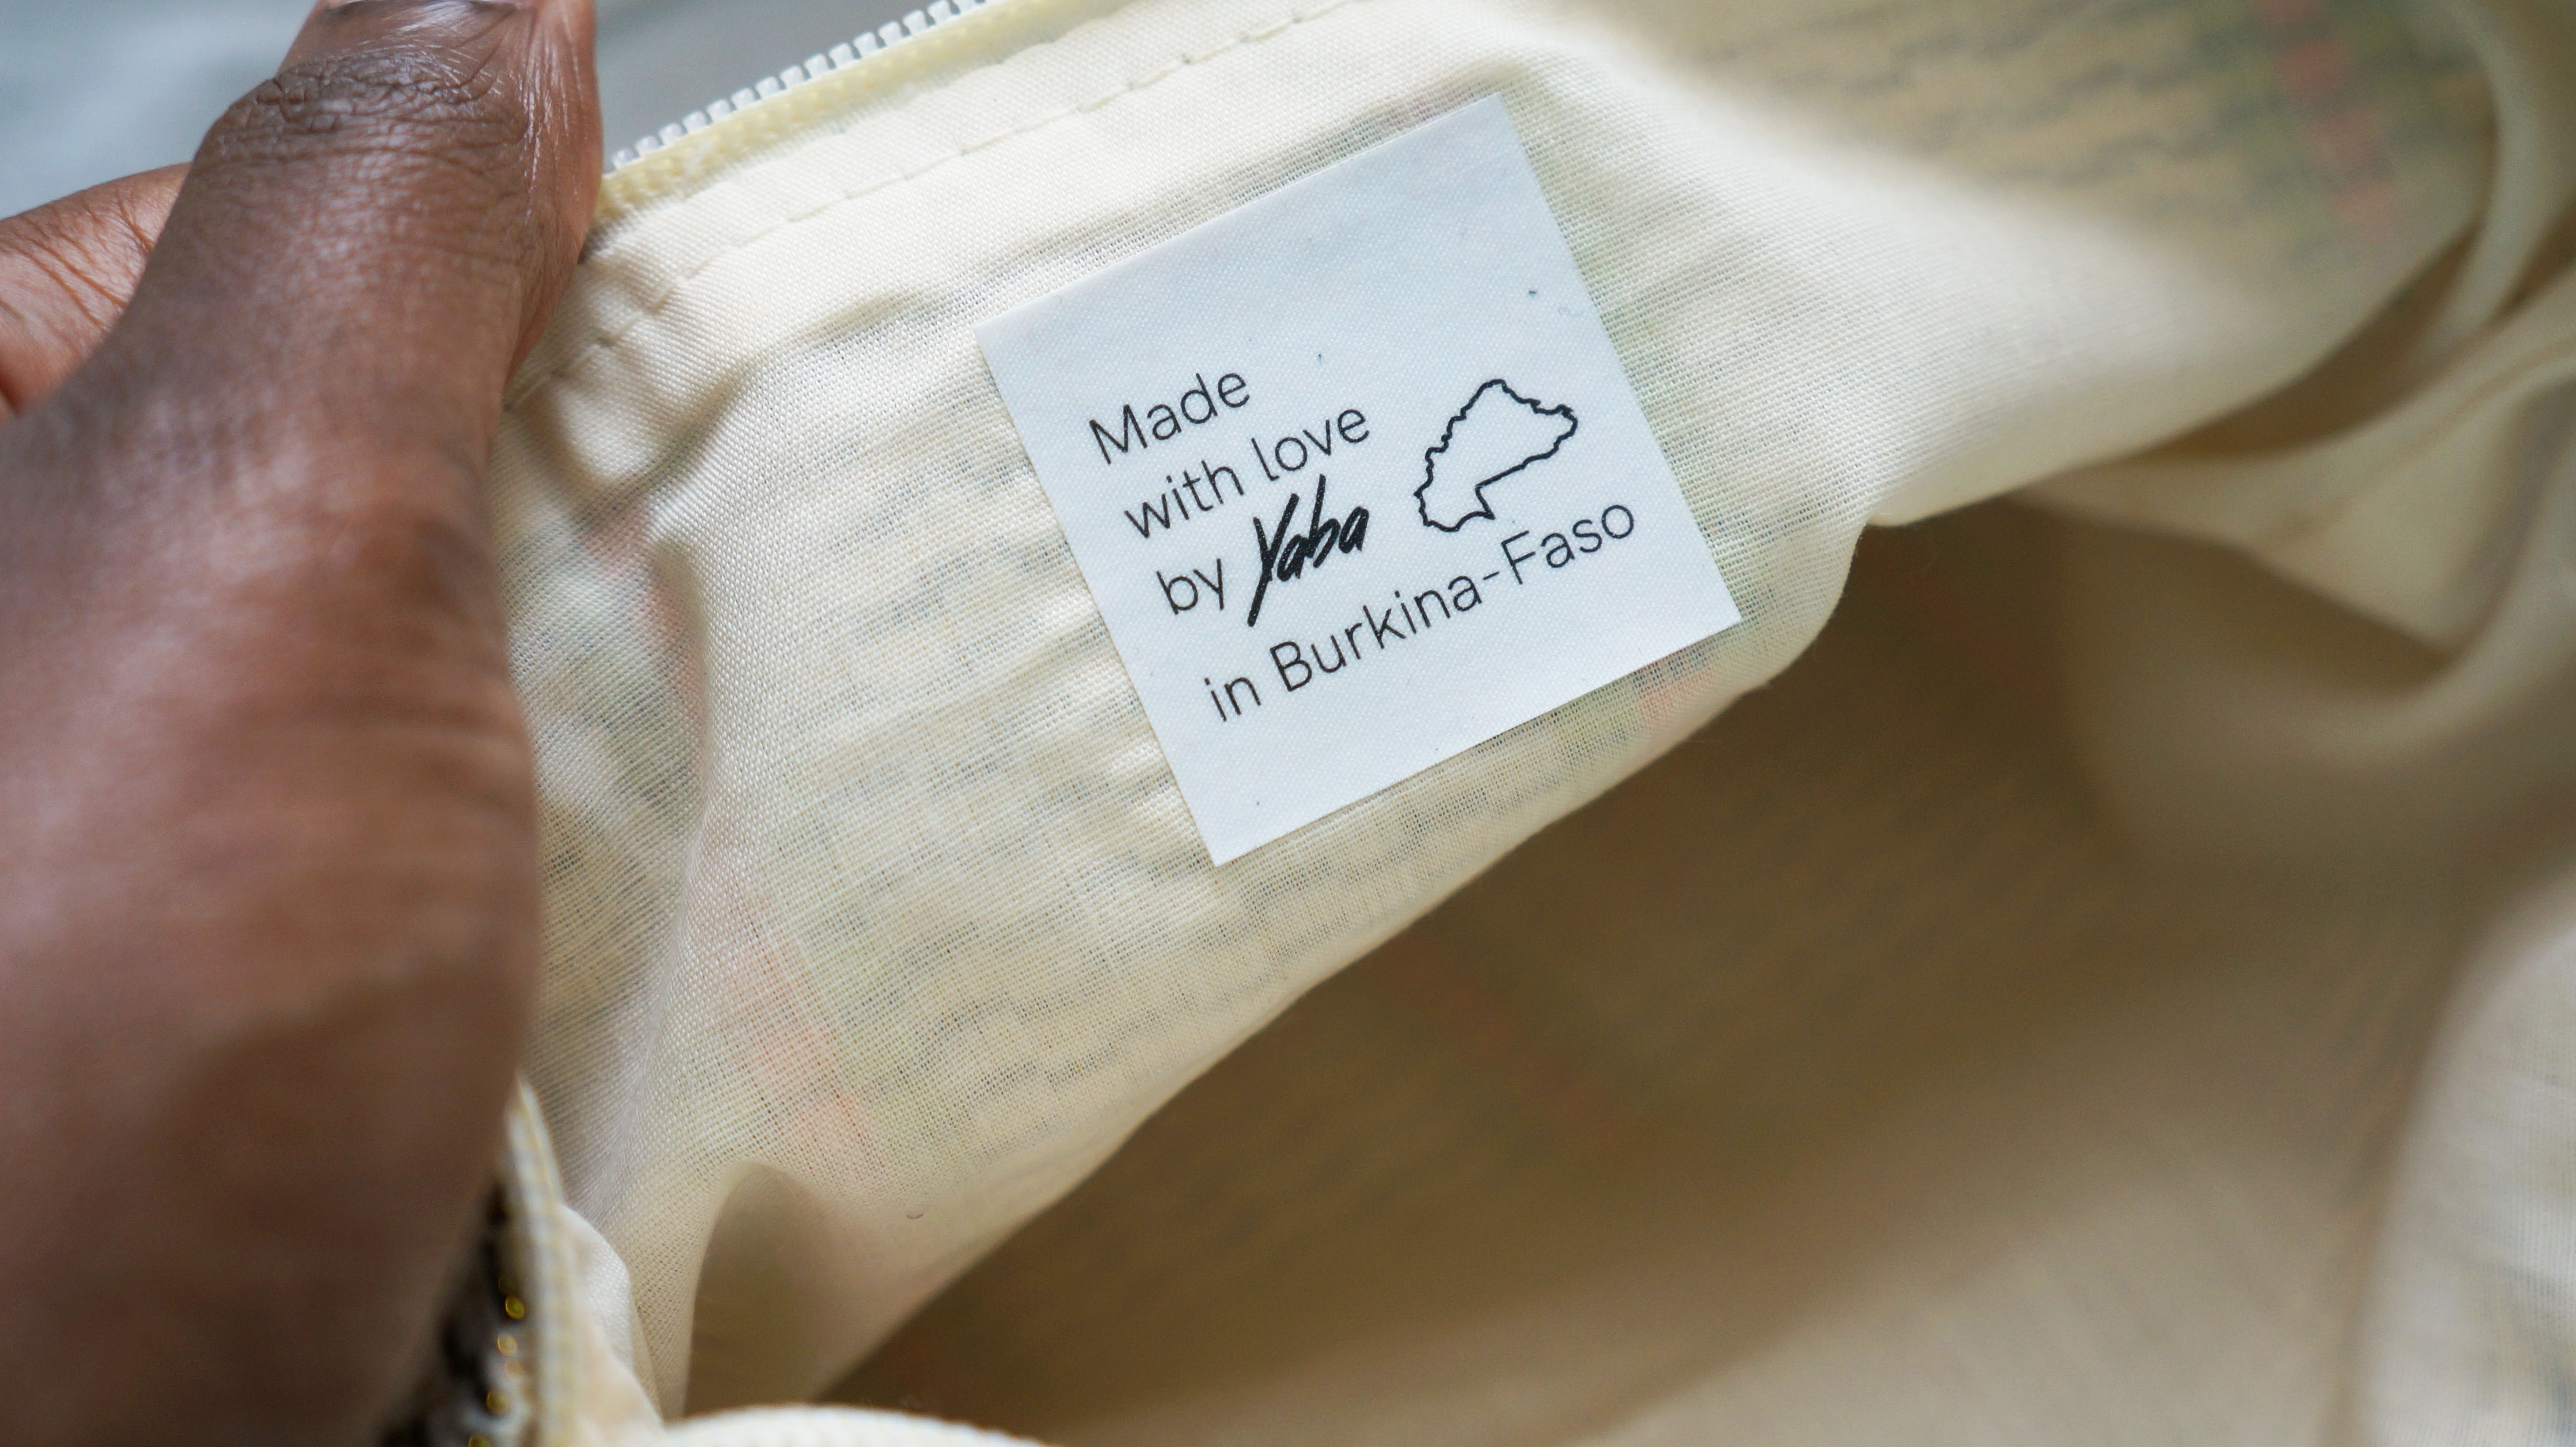 Made
with love
by Yaba
in Burkina-Faso